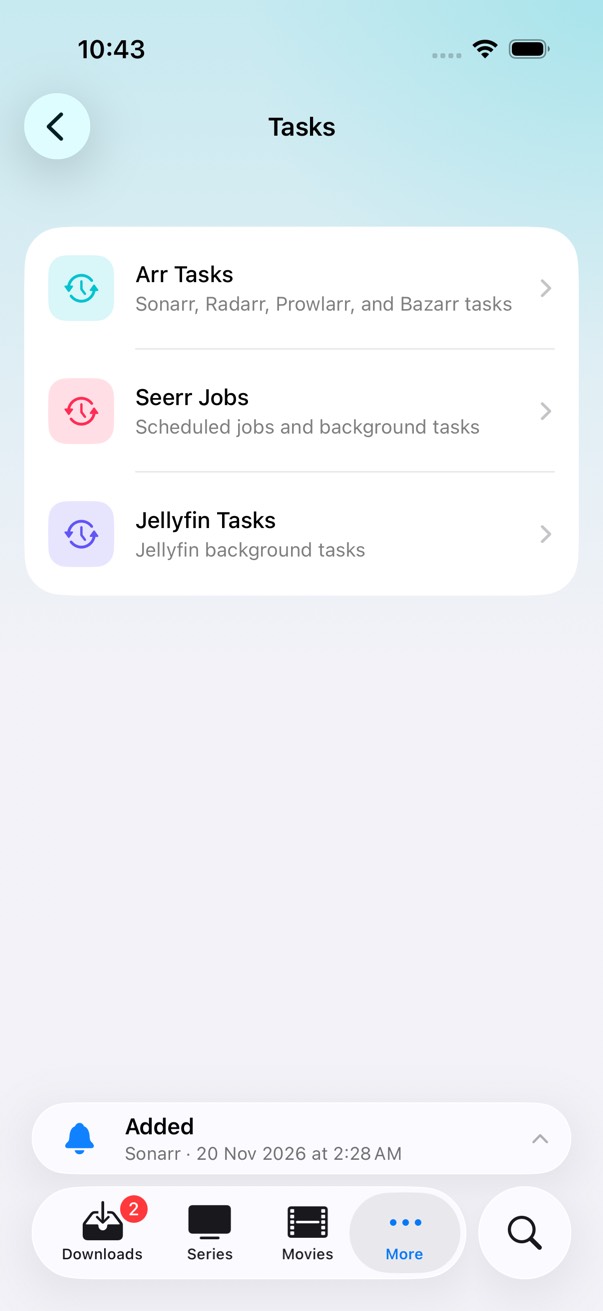 10:43
Tasks
Arr Tasks
Sonarr, Radarr, Prowlarr, and Bazarr tasks
Seerr Jobs
Scheduled jobs and background tasks
Jellyfin Tasks
Jellyfin background tasks
Added
Sonarr · 20 Nov 2026 at 2:28 AM
2
Downloads
Series
Movies
More